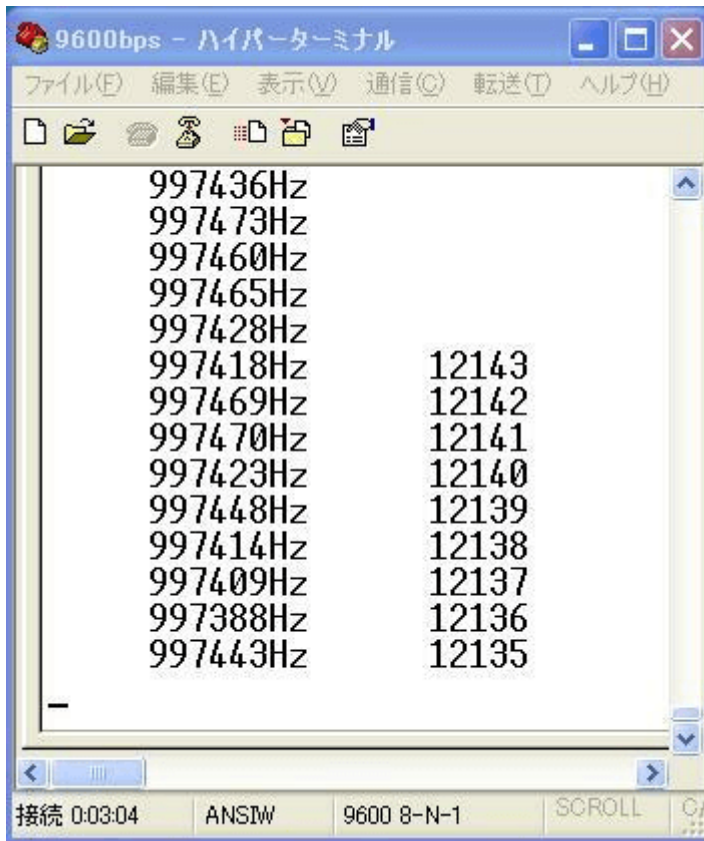 9600bps - ハイパーターミナル
ファイル(F) 編集(E) 表示(V) 通信(C) 転送(T) ヘルプ(H)
997436Hz
997473Hz
997460Hz
997465Hz
997428Hz
997418Hz 12143
997469Hz 12142
997470Hz 12141
997423Hz 12140
997448Hz 12139
997414Hz 12138
997409Hz 12137
997388Hz 12136
997443Hz 12135
接続 0:03:04 ANSIW 9600 8-N-1 SCROLL